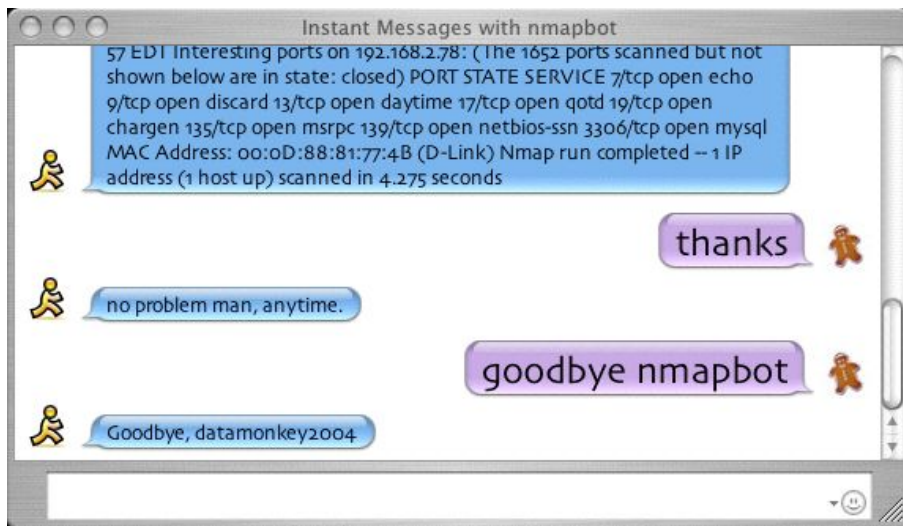 Instant Messages with nmapbot
57 EDT Interesting ports on 192.168.2.78: (The 1652 ports scanned but not
shown below are in state: closed) PORT STATE SERVICE 7/tcp open echo
9/tcp open discard 13/tcp open daytime 17/tcp open qotd 19/tcp open
chargen 135/tcp open msrpc 139/tcp open netbios-ssn 3306/tcp open mysql
MAC Address: 00:0D:88:81:77:4B (D-Link) Nmap run completed -- 1 IP
address (1 host up) scanned in 4.275 seconds
thanks
no problem man, anytime.
goodbye nmapbot
Goodbye, datamonkey2004